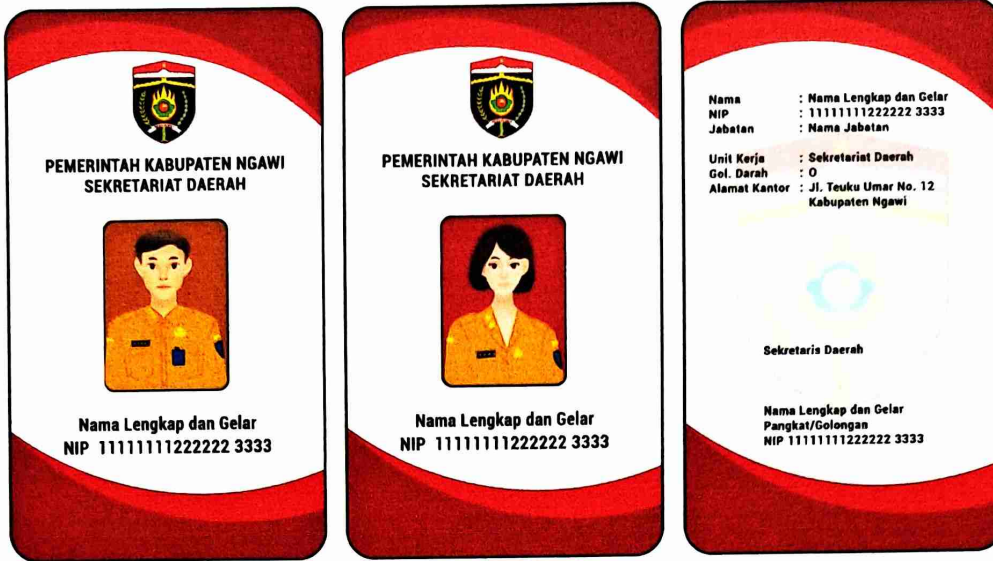 PEMERINTAH KABUPATEN NGAWI
SEKRETARIAT DAERAH
Nama Lengkap dan Gelar
NIP 11111111222222 3333
PEMERINTAH KABUPATEN NGAWI
SEKRETARIAT DAERAH
Nama Lengkap dan Gelar
NIP 11111111222222 3333
Nama : Nama Lengkap dan Gelar
NIP : 11111111222222 3333
Jabatan : Nama Jabatan
Unit Kerja : Sekretariat Daerah
Gol. Darah : O
Alamat Kantor : Jl. Teuku Umar No. 12
Kabupaten Ngawi
Sekretaris Daerah
Nama Lengkap dan Gelar
Pangkat/Golongan
NIP 11111111222222 3333